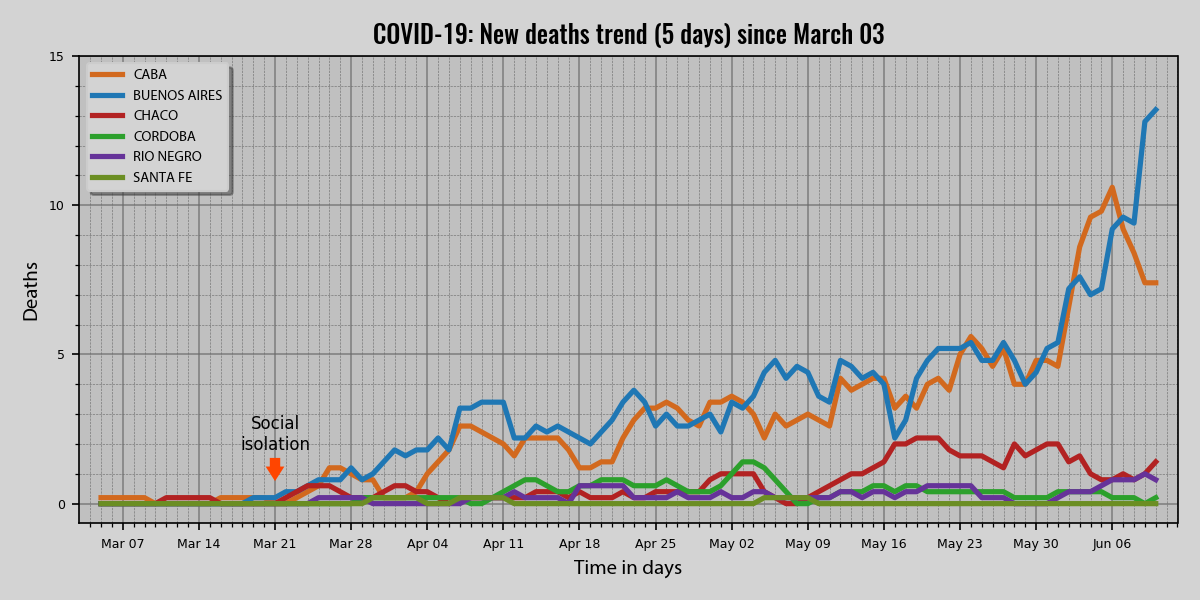 COVID-19: New deaths trend (5 days) since March 03
15
10
5
0
Deaths
CABA
BUENOS AIRES
CHACO
CORDOBA
RIO NEGRO
SANTA FE
Social
isolation
Mar 07 Mar 14 Mar 21 Mar 28 Apr 04 Apr 11 Apr 18 Apr 25 May 02 May 09 May 16 May 23 May 30 Jun 06
Time in days